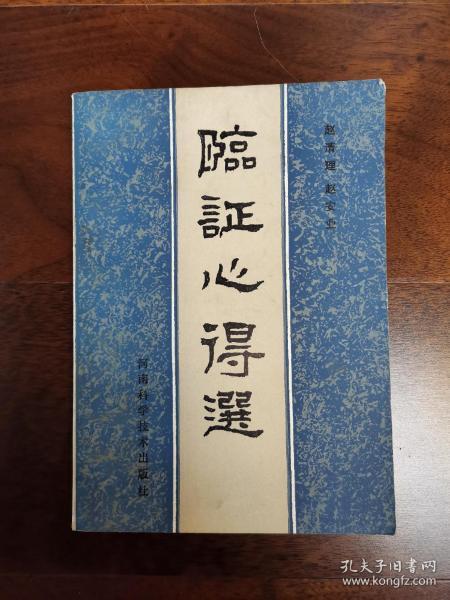 赵清理 赵安业
臨証心得選
河南科学技术出版社
孔夫子旧书网
www.kongfz.com